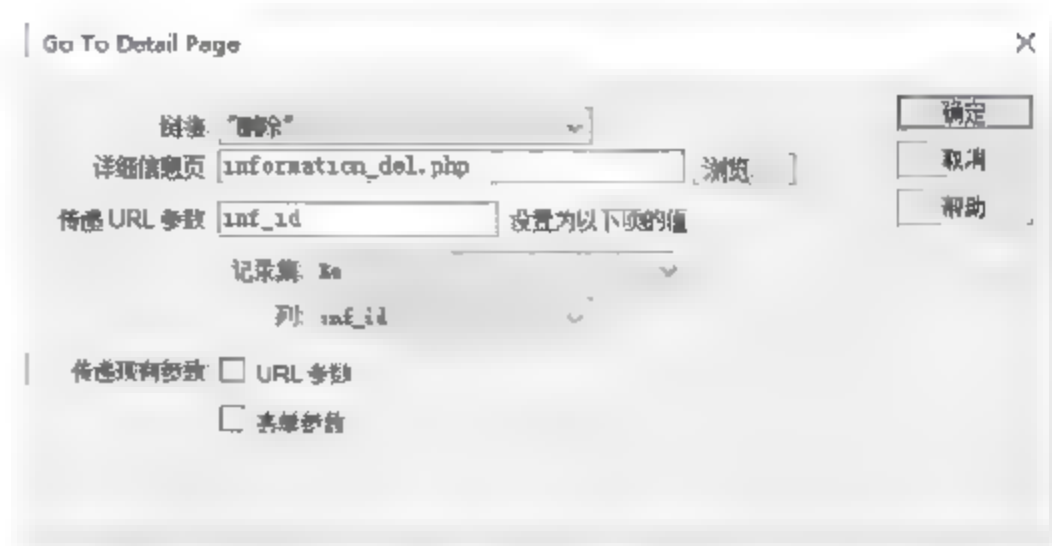 Go To Detail Page
链接: "删除"
确定
详细信息页: information_del.php 浏览
取消
传递 URL 参数: inf_id 设置为以下项的值
帮助
记录集: Re
列: inf_id
传递现有参数: URL 参数
表单参数